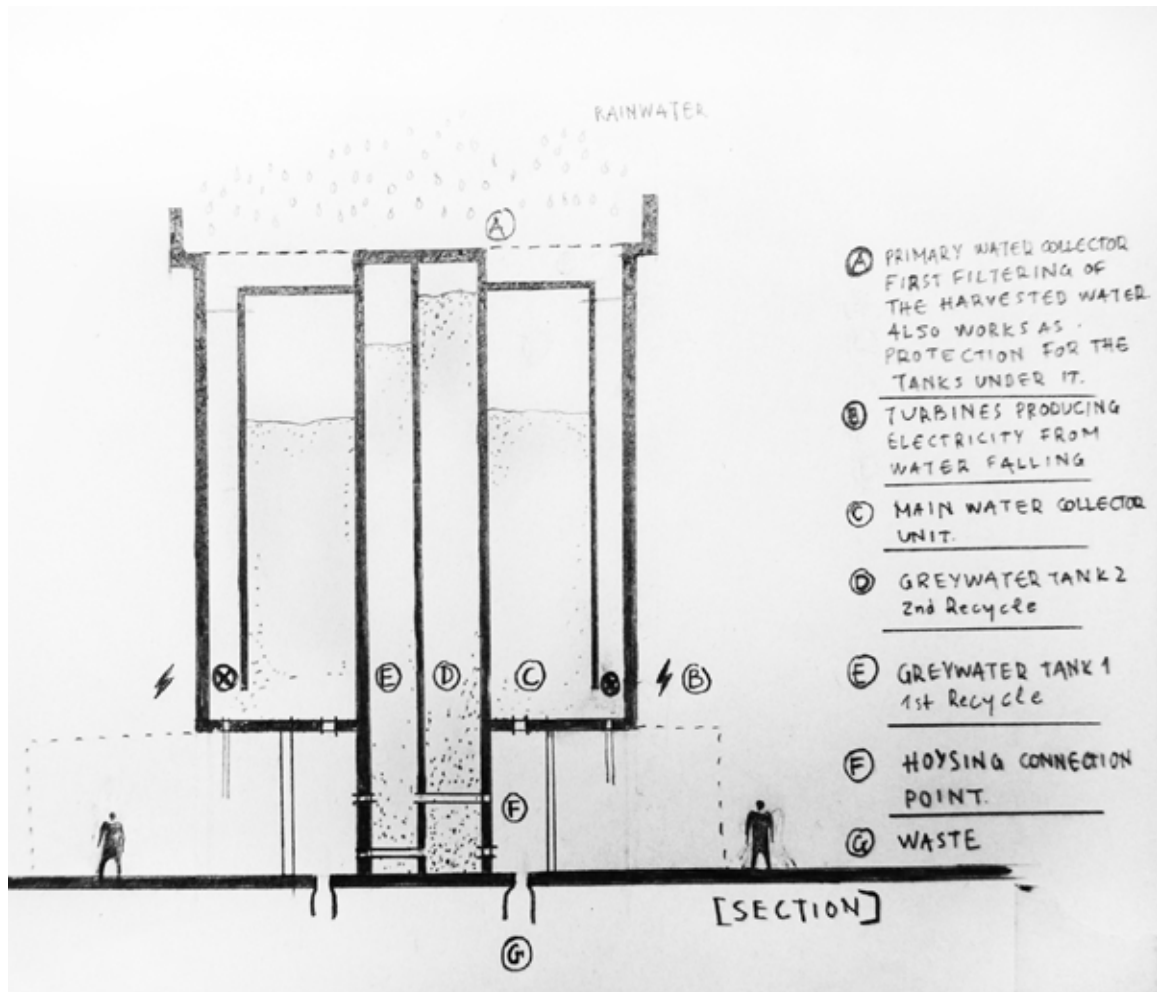 RAINWATER
A
A PRIMARY WATER COLLECTOR
FIRST FILTERING OF
THE HARVESTED WATER
ALSO WORKS AS.
PROTECTION FOR THE
TANKS UNDER IT.
B TURBINES PRODUCING
ELECTRICITY FROM
WATER FALLING
C MAIN WATER COLLECTOR
UNIT.
D GREYWATER TANK 2
2nd Recycle
E GREYWATER TANK 1
1st Recycle
F HOYSING CONNECTION
POINT.
G WASTE
E D C B
F
[SECTION]
G